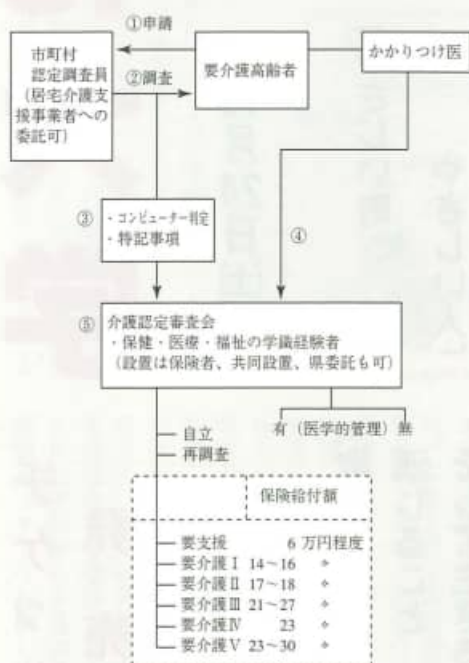 ①申請
市町村
認定調査員
(居宅介護支
援事業者への
委託可)
②調査
要介護高齢者
かかりつけ医
③
・コンピューター判定
・特記事項
④
⑤
介護認定審査会
・保健・医療・福祉の学識経験者
(設置は保険者、共同設置、県委託も可)
有(医学的管理)無
自立
再調査
保険給付額
要支援 6 万円程度
要介護Ⅰ 14〜16 〃
要介護Ⅱ 17〜18 〃
要介護Ⅲ 21〜27 〃
要介護Ⅳ 23 〃
要介護Ⅴ 23〜30 〃